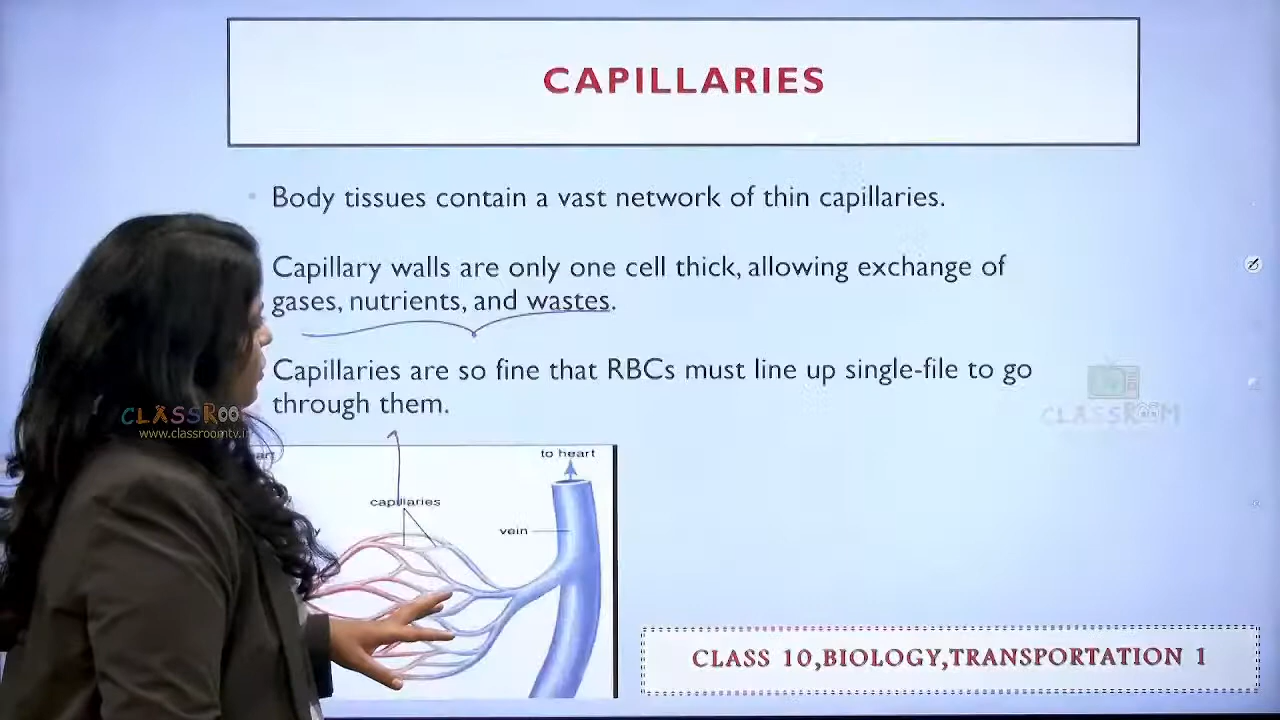 CAPILLARIES
Body tissues contain a vast network of thin capillaries.
Capillary walls are only one cell thick, allowing exchange of
gases, nutrients, and wastes.
Capillaries are so fine that RBCs must line up single-file to go
through them.
CLASSROO
www.classroomtv.in
CLASSROOM
to heart
capillaries
vein
CLASS 10,BIOLOGY,TRANSPORTATION 1